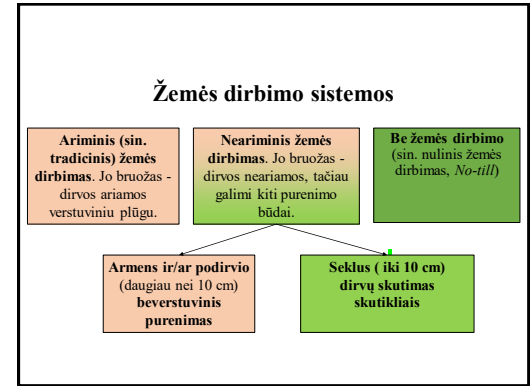 Žemės dirbimo sistemos
Ariminis (sin.
tradicinis) žemės
dirbimas. Jo bruožas -
dirvos ariamos
verstuviniu plūgu.
Neariminis žemės
dirbimas. Jo bruožas -
dirvos neariamos, tačiau
galimi kiti purenimo
būdai.
Be žemės dirbimo
(sin. nulinis žemės
dirbimas, No-till)
Armens ir/ar podirvio
(daugiau nei 10 cm)
beverstuvinis
purenimas
Seklus ( iki 10 cm)
dirvų skutimas
skutikliais